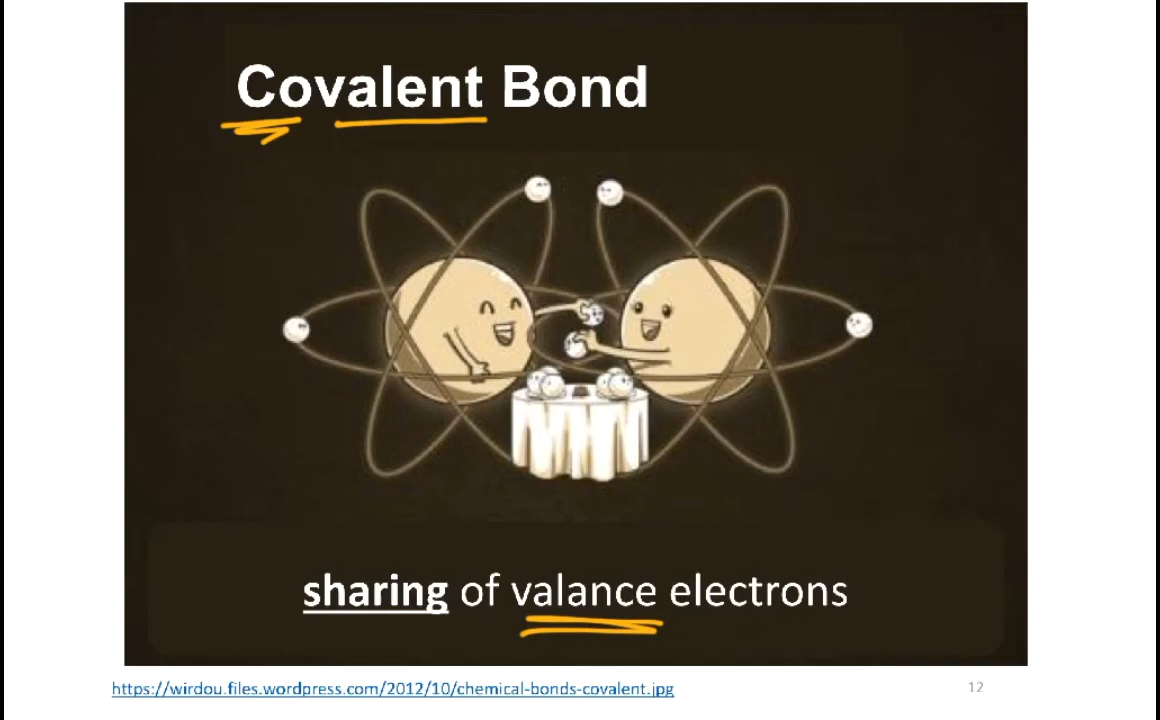 Covalent Bond
sharing of valance electrons
https://wirdou.files.wordpress.com/2012/10/chemical-bonds-covalent.jpg
12